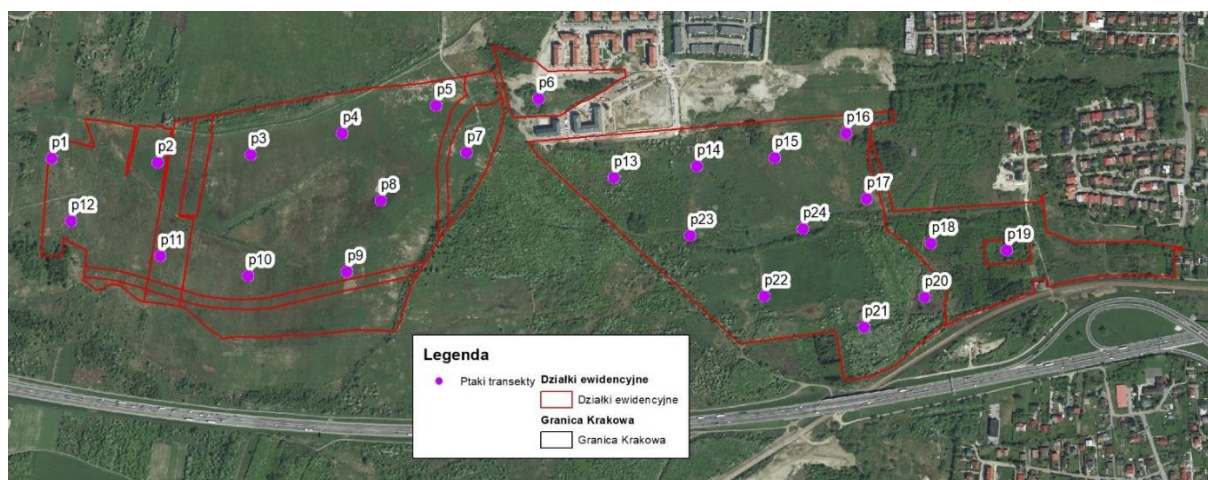 p6
p5
p4
p16
p7
p15
p3
p14
p1
p2
p13
p8
p17
p12
p23
p24
p18
p19
p11
p9
p10
p22
p20
p21
Legenda
Ptaki transekty
Działki ewidencyjne
Działki ewidencyjne
Granica Krakowa
Granica Krakowa